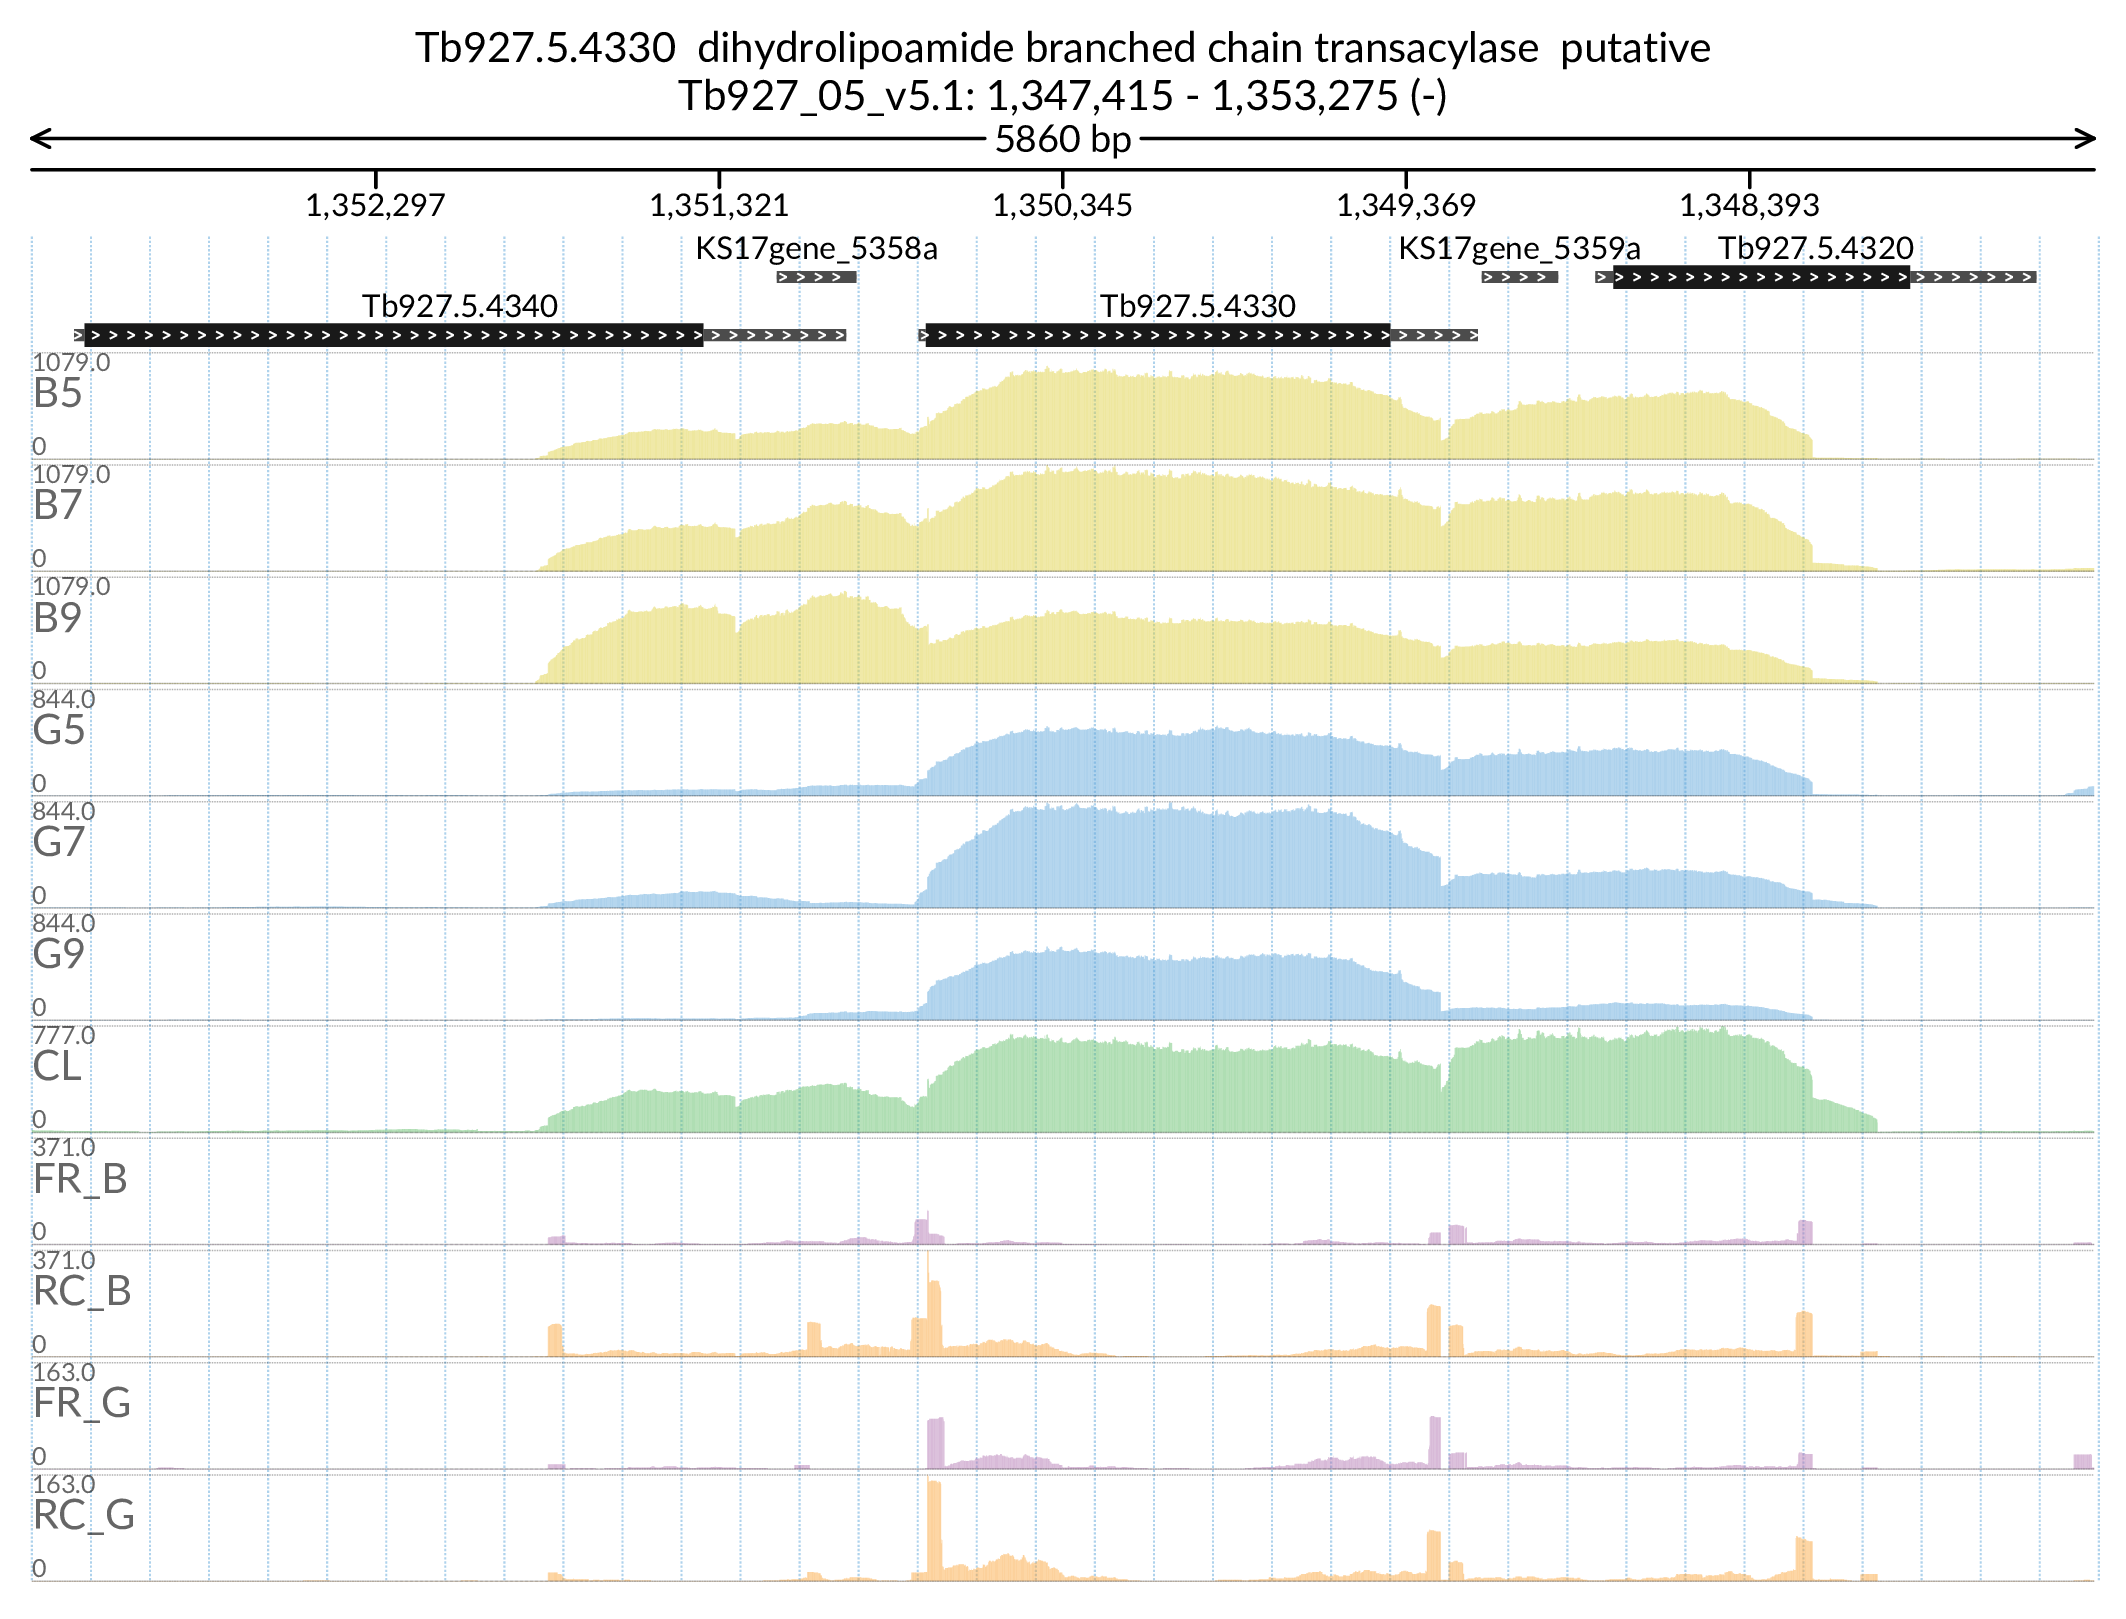 Tb927.5.4330  dihydrolipoamide branched chain transacylase  putative
Tb927_05_v5.1: 1,347,415 - 1,353,275 (-)
5860 bp
1,352,297 1,351,321 1,350,345 1,349,369 1,348,393
KS17gene_5358a KS17gene_5359a Tb927.5.4320
Tb927.5.4340 Tb927.5.4330
1079.0
B5
0
1079.0
B7
0
1079.0
B9
0
844.0
G5
0
844.0
G7
0
844.0
G9
0
777.0
CL
0
371.0
FR_B
0
371.0
RC_B
0
163.0
FR_G
0
163.0
RC_G
0